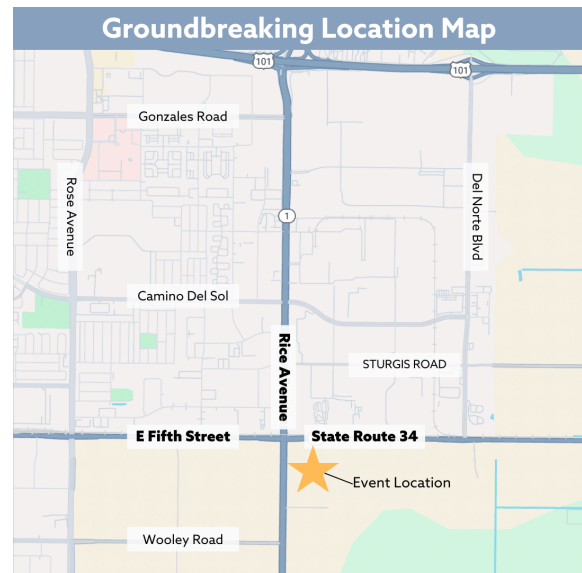 Groundbreaking Location Map
101
101
Gonzales Road
Rose Avenue
Del Norte Blvd
1
Camino Del Sol
Rice Avenue
STURGIS ROAD
E Fifth Street
State Route 34
Event Location
Wooley Road